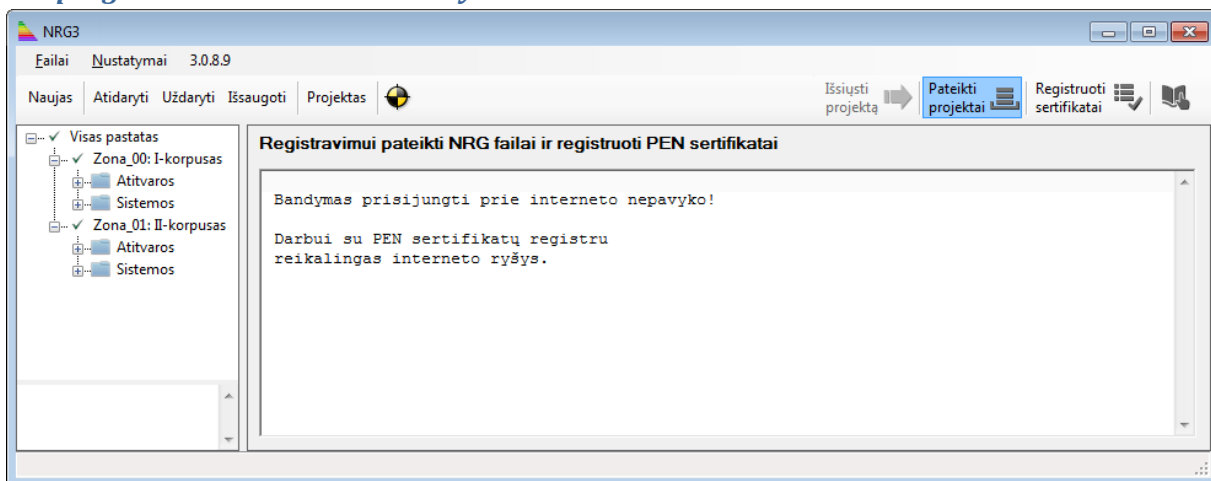 NRG3
Failai Nustatymai 3.0.8.9
Naujas Atidaryti Uždaryti Išsaugoti Projektas
Išsiųsti projektą
Pateikti projektai
Registruoti sertifikatai
Visas pastatas
Zona_00: I-korpusas
Atitvaros
Sistemos
Zona_01: II-korpusas
Atitvaros
Sistemos
Registravimui pateikti NRG failai ir registruoti PEN sertifikatai
Bandymas prisijungti prie interneto nepavyko!
Darbui su PEN sertifikatų registru
reikalingas interneto ryšys.